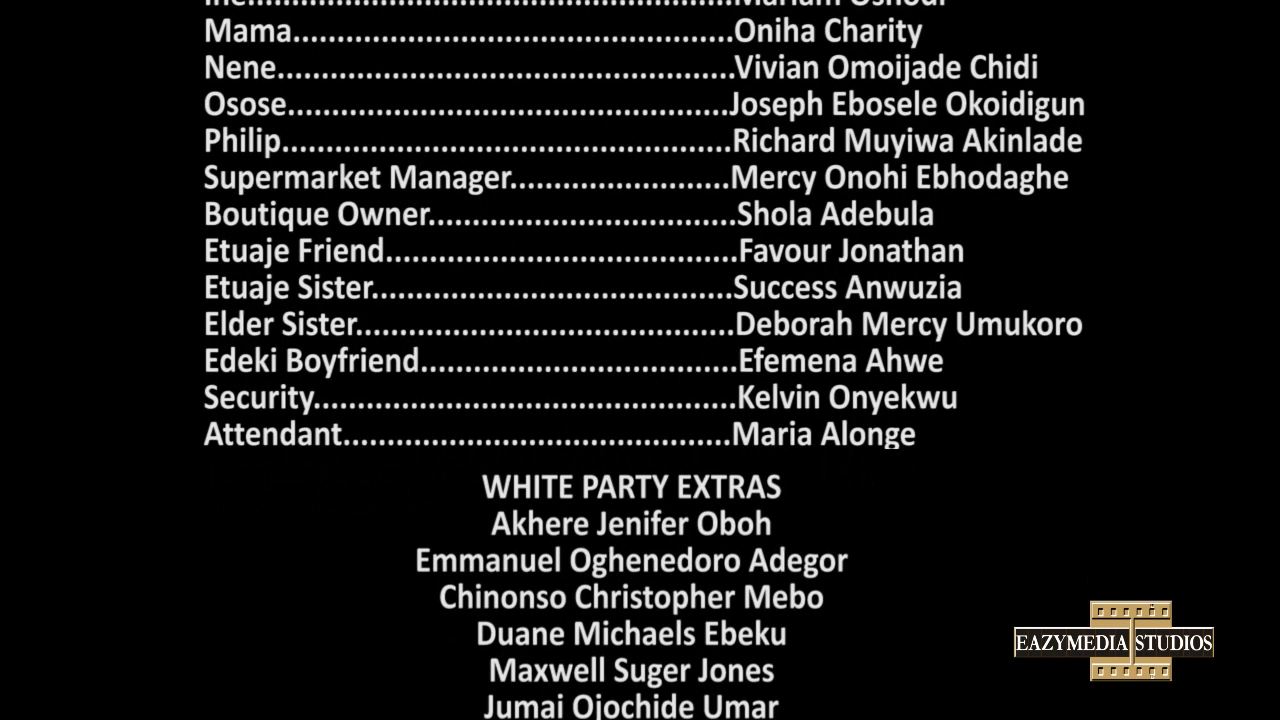 Mama..................................................Oniha Charity
Nene....................................................Vivian Omoijade Chidi
Osose..................................................Joseph Ebosele Okoidigun
Philip...................................................Richard Muyiwa Akinlade
Supermarket Manager.........................Mercy Onohi Ebhodaghe
Boutique Owner...................................Shola Adebula
Etuaje Friend........................................Favour Jonathan
Etuaje Sister.........................................Success Anwuzia
Elder Sister...........................................Deborah Mercy Umukoro
Edeki Boyfriend....................................Efemena Ahwe
Security................................................Kelvin Onyekwu
Attendant............................................Maria Alonge
WHITE PARTY EXTRAS
Akhere Jenifer Oboh
Emmanuel Oghenedoro Adegor
Chinonso Christopher Mebo
Duane Michaels Ebeku
Maxwell Suger Jones
Jumai Ojochide Umar
EAZYMEDIA STUDIOS